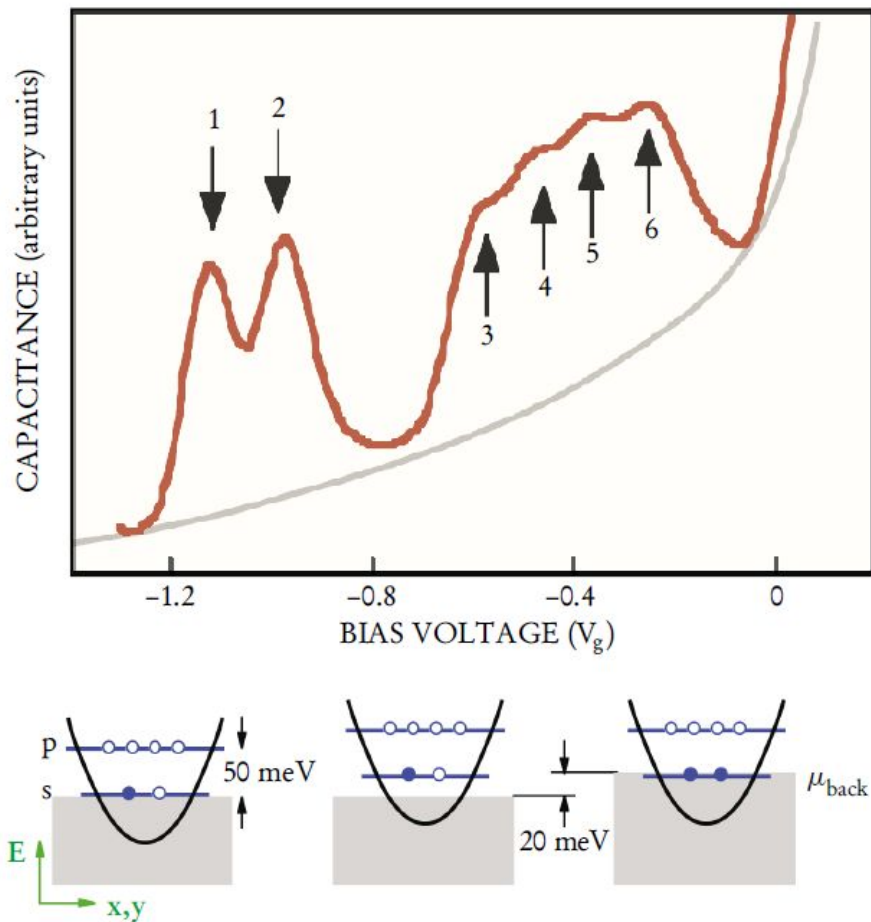 CAPACITANCE (arbitrary units)
1
2
3
4
5
6
−1.2
−0.8
−0.4
0
BIAS VOLTAGE (Vg)
p
s
50 meV
20 meV
μback
E
x,y